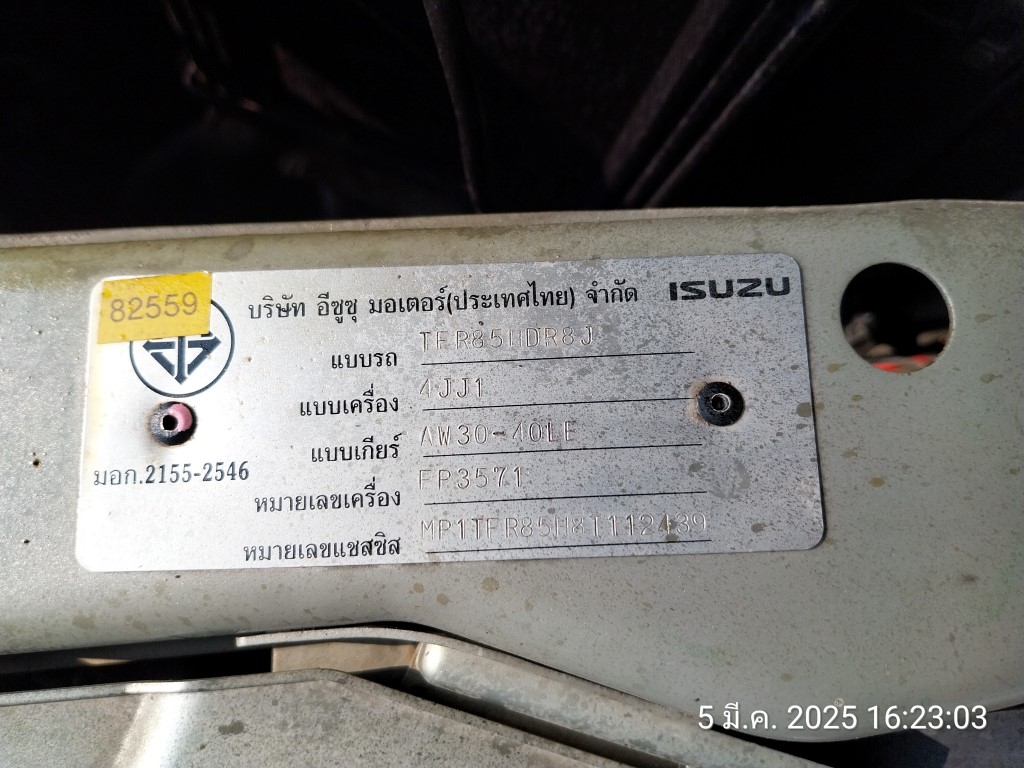 82559
บริษัท อีซูซุ มอเตอร์(ประเทศไทย) จำกัด ISUZU
แบบรถ TFR85HDR8J
แบบเครื่อง 4JJ1
แบบเกียร์ AW30-40LE
มอก.2155-2546
หมายเลขเครื่อง FP3571
หมายเลขแชสซิส
5 มี.ค. 2025 16:23:03